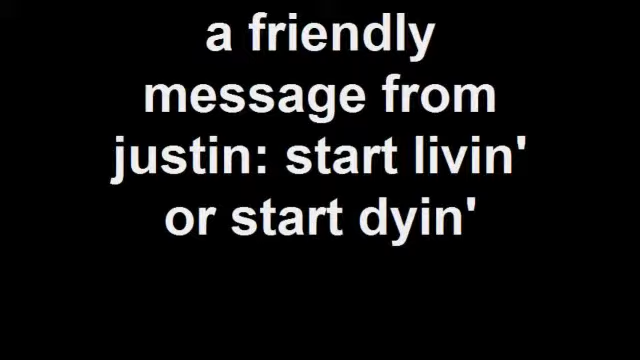 a friendly
message from
justin: start livin'
or start dyin'